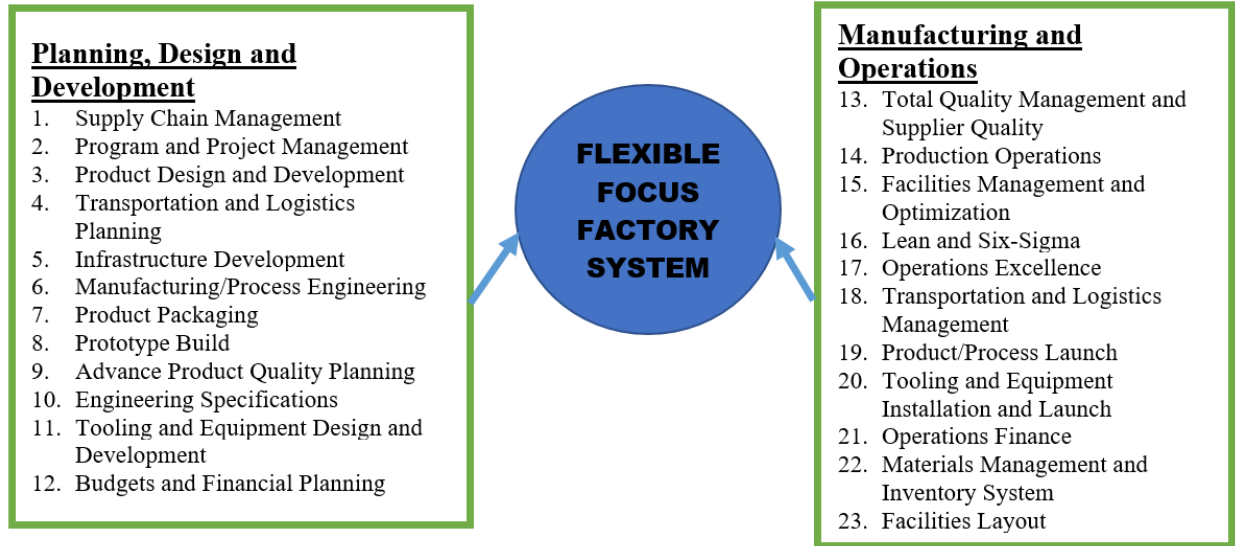 Planning, Design and
Development
1. Supply Chain Management
2. Program and Project Management
3. Product Design and Development
4. Transportation and Logistics
Planning
5. Infrastructure Development
6. Manufacturing/Process Engineering
7. Product Packaging
8. Prototype Build
9. Advance Product Quality Planning
10. Engineering Specifications
11. Tooling and Equipment Design and
Development
12. Budgets and Financial Planning
FLEXIBLE
FOCUS
FACTORY
SYSTEM
Manufacturing and
Operations
13. Total Quality Management and
Supplier Quality
14. Production Operations
15. Facilities Management and
Optimization
16. Lean and Six-Sigma
17. Operations Excellence
18. Transportation and Logistics
Management
19. Product/Process Launch
20. Tooling and Equipment
Installation and Launch
21. Operations Finance
22. Materials Management and
Inventory System
23. Facilities Layout